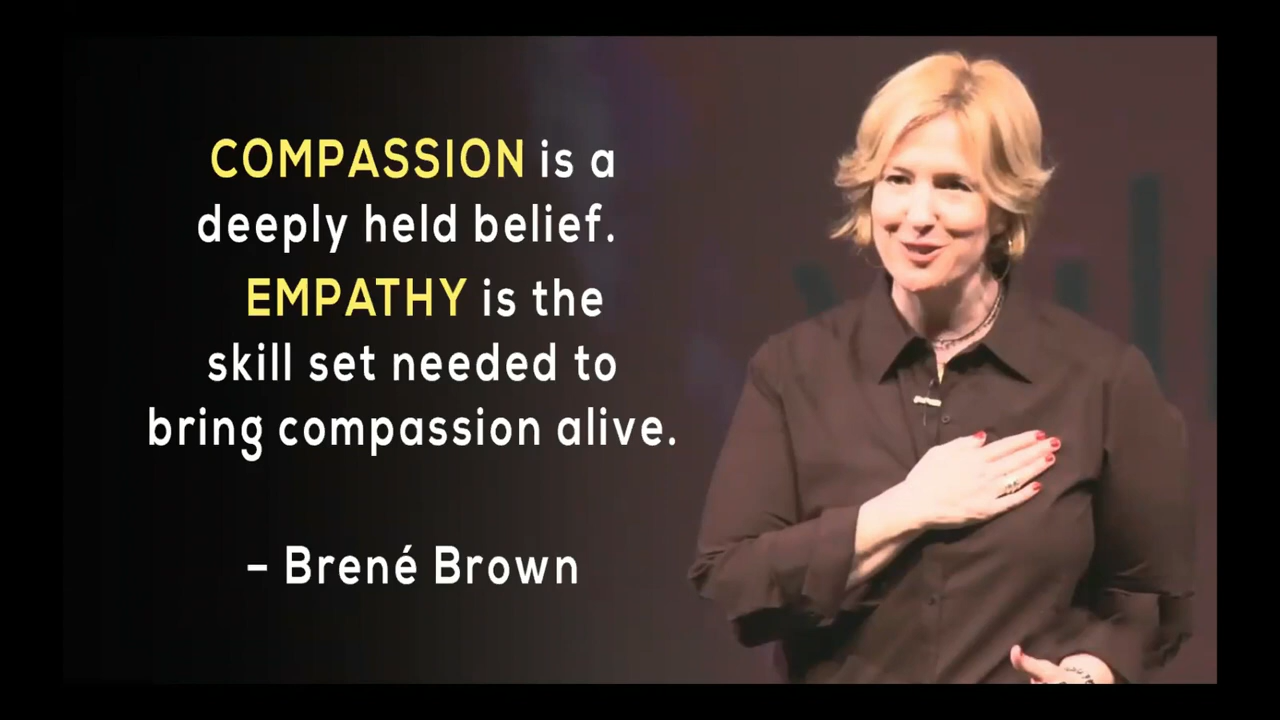 COMPASSION is a
deeply held belief.
EMPATHY is the
skill set needed to
bring compassion alive.
– Brené Brown